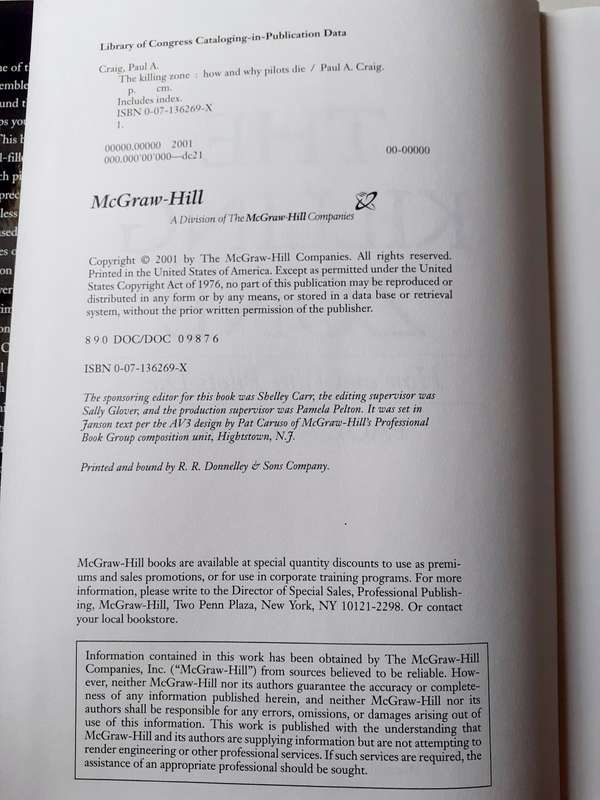 Library of Congress Cataloging-in-Publication Data
Craig, Paul A.
The killing zone : how and why pilots die / Paul A. Craig.
p. cm.
Includes index.
ISBN 0-07-136269-X
1.
00000.00000 2001
000.000'00'000—dc21 00-00000
McGraw-Hill
A Division of The McGraw-Hill Companies
Copyright © 2001 by The McGraw-Hill Companies. All rights reserved.
Printed in the United States of America. Except as permitted under the United
States Copyright Act of 1976, no part of this publication may be reproduced or
distributed in any form or by any means, or stored in a data base or retrieval
system, without the prior written permission of the publisher.
8 9 0 DOC/DOC 0 9 8 7 6
ISBN 0-07-136269-X
The sponsoring editor for this book was Shelley Carr, the editing supervisor was
Sally Glover, and the production supervisor was Pamela Pelton. It was set in
Janson text per the AV3 design by Pat Caruso of McGraw-Hill's Professional
Book Group composition unit, Hightstown, N.J.
Printed and bound by R. R. Donnelley & Sons Company.
McGraw-Hill books are available at special quantity discounts to use as premi-
ums and sales promotions, or for use in corporate training programs. For more
information, please write to the Director of Special Sales, Professional Publish-
ing, McGraw-Hill, Two Penn Plaza, New York, NY 10121-2298. Or contact
your local bookstore.
Information contained in this work has been obtained by The McGraw-Hill
Companies, Inc. ("McGraw-Hill") from sources believed to be reliable. How-
ever, neither McGraw-Hill nor its authors guarantee the accuracy or complete-
ness of any information published herein, and neither McGraw-Hill nor its
authors shall be responsible for any errors, omissions, or damages arising out of
use of this information. This work is published with the understanding that
McGraw-Hill and its authors are supplying information but are not attempting to
render engineering or other professional services. If such services are required, the
assistance of an appropriate professional should be sought.